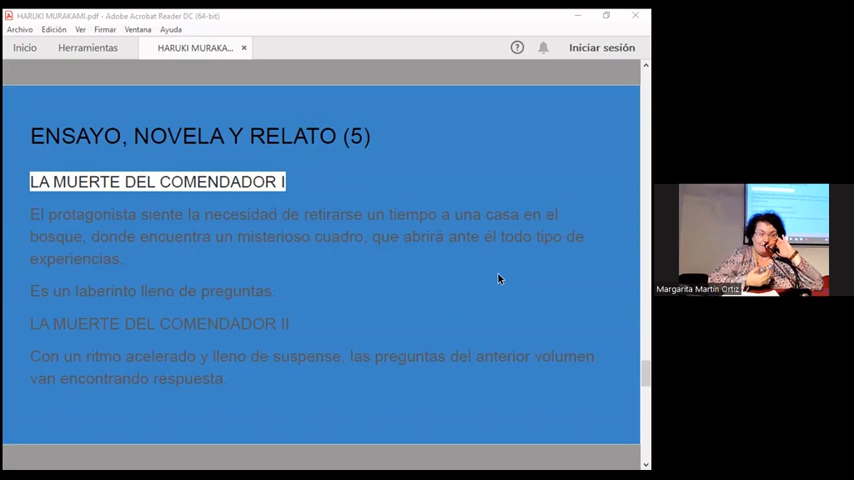 HARUKI MURAKAMI.pdf - Adobe Acrobat Reader DC (64-bit)
Archivo Edición Ver Firmar Ventana Ayuda
Inicio Herramientas HARUKI MURAKA... × Iniciar sesión
ENSAYO, NOVELA Y RELATO (5)
LA MUERTE DEL COMENDADOR I
El protagonista siente la necesidad de retirarse un tiempo a una casa en el
bosque, donde encuentra un misterioso cuadro, que abrirá ante él todo tipo de
experiencias.
Es un laberinto lleno de preguntas.
LA MUERTE DEL COMENDADOR II
Con un ritmo acelerado y lleno de suspense, las preguntas del anterior volumen
van encontrando respuesta.
Margarita Martín Ortiz